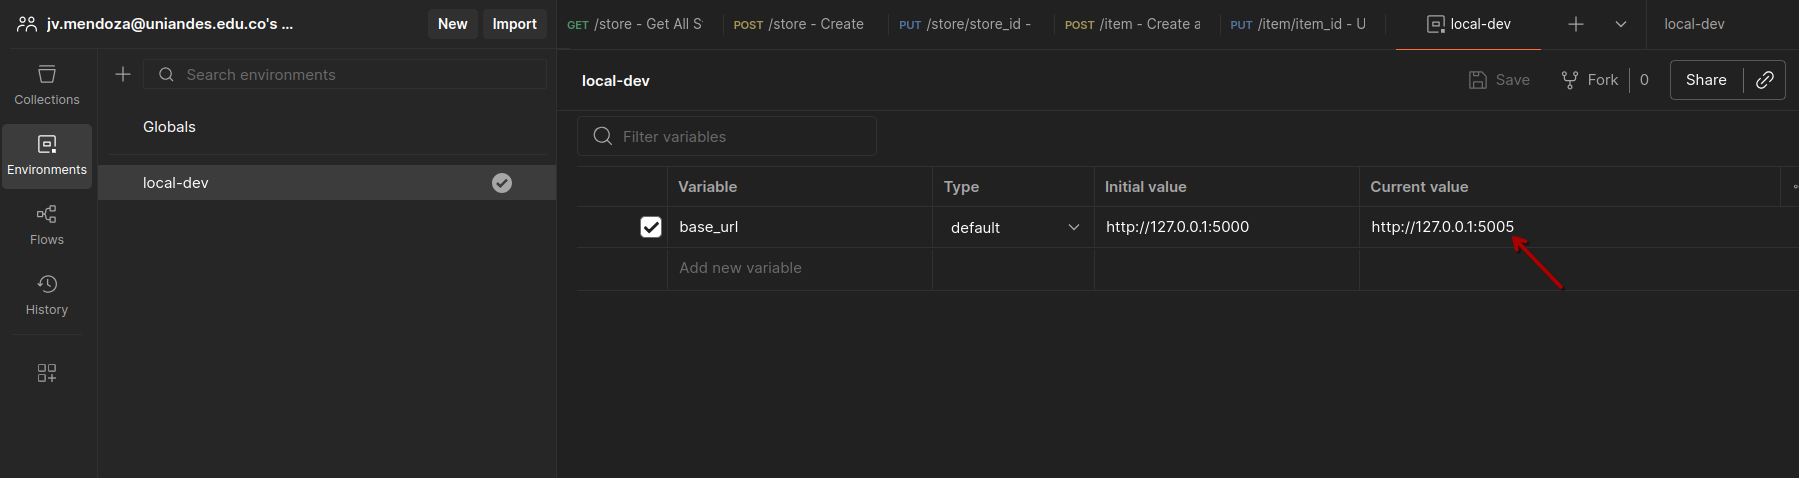 jv.mendoza@uniandes.edu.co's ...
New
Import
GET /store - Get All S
POST /store - Create
PUT /store/store_id -
POST /item - Create a
PUT /item/item_id - U
local-dev
local-dev
Collections
Environments
Flows
History
Search environments
Globals
local-dev
local-dev
Save
Fork
0
Share
Filter variables
Variable
Type
Initial value
Current value
base_url
default
http://127.0.0.1:5000
http://127.0.0.1:5005
Add new variable